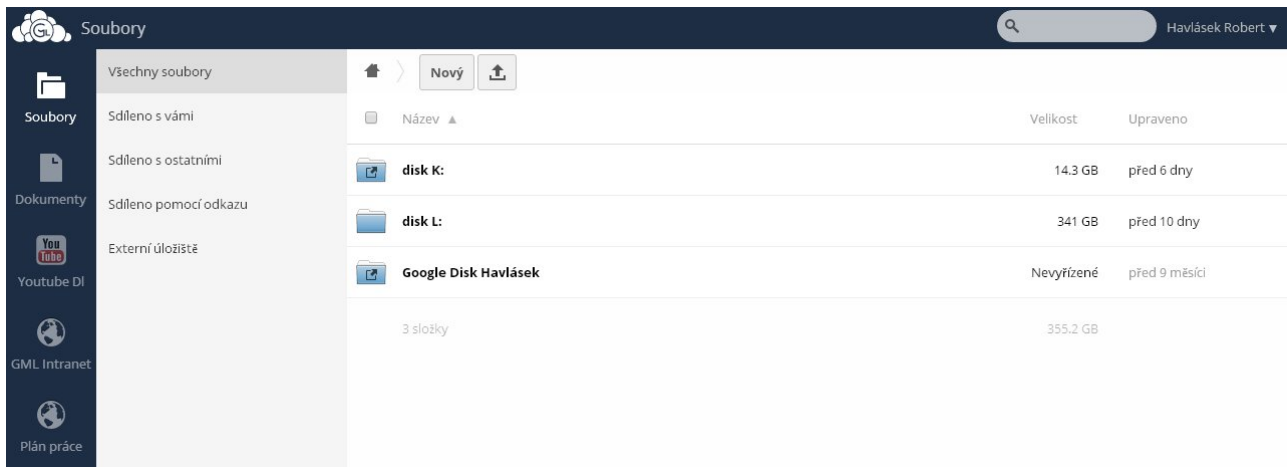 GL Soubory
Havlásek Robert ▼
Soubory
Dokumenty
You Tube
Youtube Dl
GML Intranet
Plán práce
Všechny soubory
Sdíleno s vámi
Sdíleno s ostatními
Sdíleno pomocí odkazu
Externí úložiště
Nový
Název ▲ Velikost Upraveno
disk K: 14.3 GB před 6 dny
disk L: 341 GB před 10 dny
Google Disk Havlásek Nevyřízené před 9 měsíci
3 složky 355.2 GB